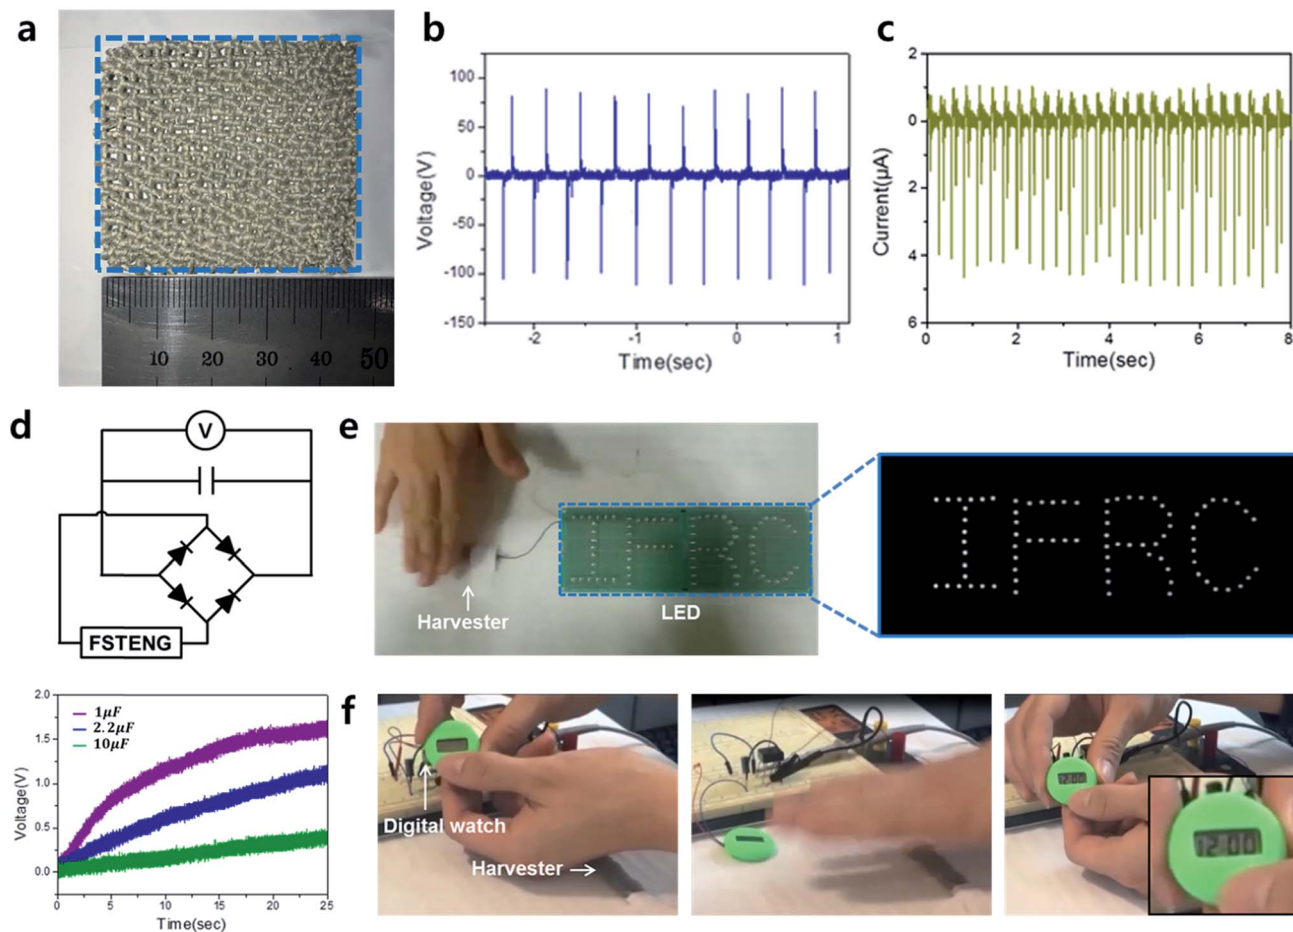 a
10 20 30 40 50
b
Voltage(V)
100
50
0
-50
-100
-150
-2 -1 0 1
Time(sec)
c
Current(μA)
2
0
2
4
6
0 2 4 6 8
Time(sec)
d
V
FSTENG
Voltage(V)
2.0
1.5
1.0
0.5
0.0
1μF
2.2μF
10μF
0 5 10 15 20 25
Time(sec)
e
Harvester
LED
IFRC
IFRC
f
Digital watch
Harvester
12:00
12:00